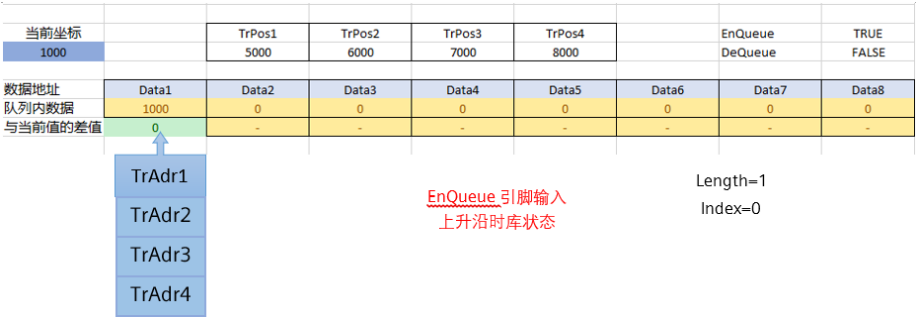 当前坐标 TrPos1 TrPos2 TrPos3 TrPos4 EnQueue TRUE
1000 5000 6000 7000 8000 DeQueue FALSE
数据地址 Data1 Data2 Data3 Data4 Data5 Data6 Data7 Data8
队列内数据 1000 0 0 0 0 0 0 0
与当前值的差值 0 - - - - - - -
TrAdr1
TrAdr2
TrAdr3
TrAdr4
EnQueue 引脚输入
上升沿时库状态
Length=1
Index=0